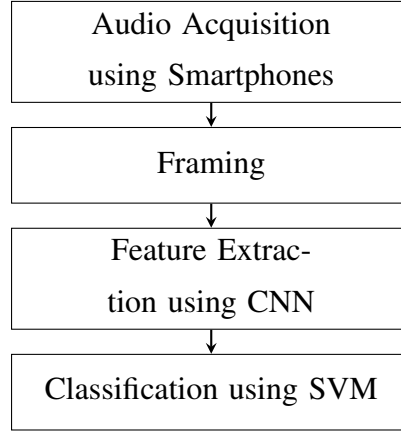 Audio Acquisition
using Smartphones
Framing
Feature Extrac-
tion using CNN
Classification using SVM